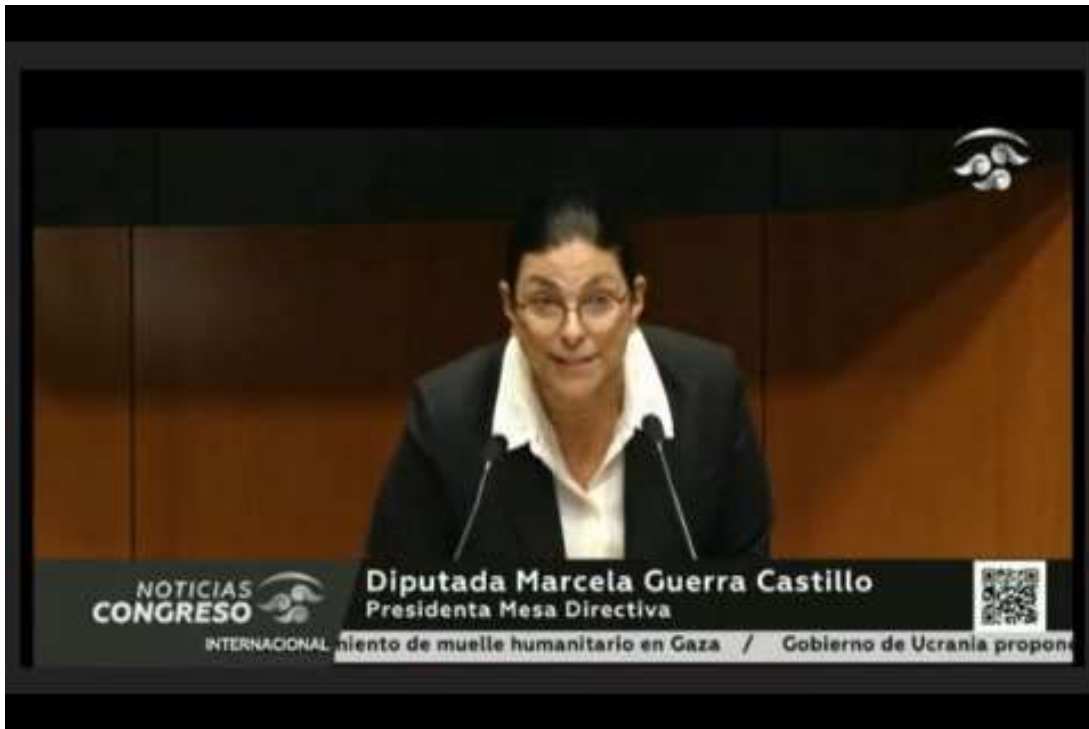 NOTICIAS
CONGRESO
Diputada Marcela Guerra Castillo
Presidenta Mesa Directiva
INTERNACIONAL
miento de muelle humanitario en Gaza / Gobierno de Ucrania propone